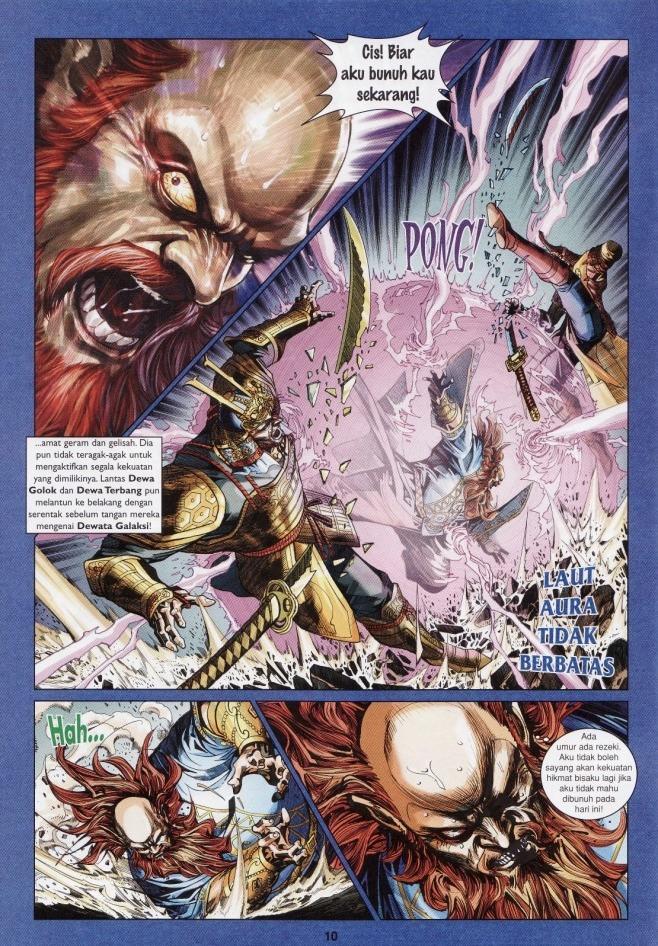 Cis! Biar
aku bunuh kau
sekarang!
PONG!
...amat geram dan gelisah. Dia
pun tidak teragak-agak untuk
mengaktifkan segala kekuatan
yang dimilikinya. Lantas Dewa
Golok dan Dewa Terbang pun
melantun ke belakang dengan
serentak sebelum tangan mereka
mengenai Dewata Galaksi!
LAUT
AURA
TIDAK
BERBATAS
Hah...
Ada
umur ada rezeki.
Aku tidak boleh
sayang akan kekuatan
hikmat bisaku lagi jika
aku tidak mahu
dibunuh pada
hari ini!
10